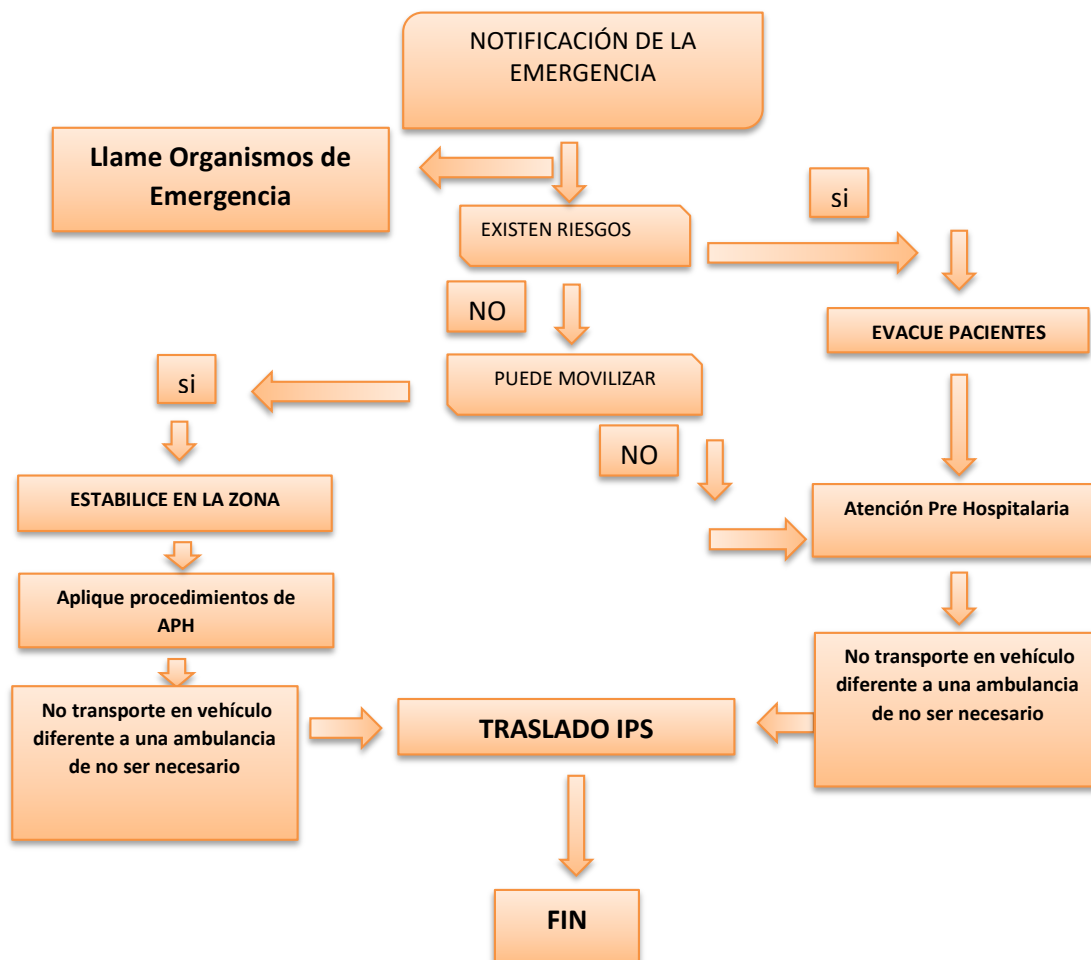 NOTIFICACIÓN DE LA
EMERGENCIA
Llame Organismos de
Emergencia
si
EXISTEN RIESGOS
NO
EVACUE PACIENTES
si
PUEDE MOVILIZAR
NO
ESTABILICE EN LA ZONA
Atención Pre Hospitalaria
Aplique procedimientos de
APH
No transporte en vehículo
diferente a una ambulancia
de no ser necesario
No transporte en vehículo
diferente a una ambulancia
de no ser necesario
TRASLADO IPS
FIN